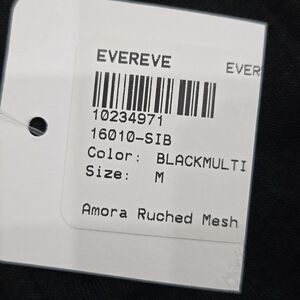 EVEREVE EVER
10234971
16010-SIB
Color: BLACKMULTI
Size: M
Amora Ruched Mesh